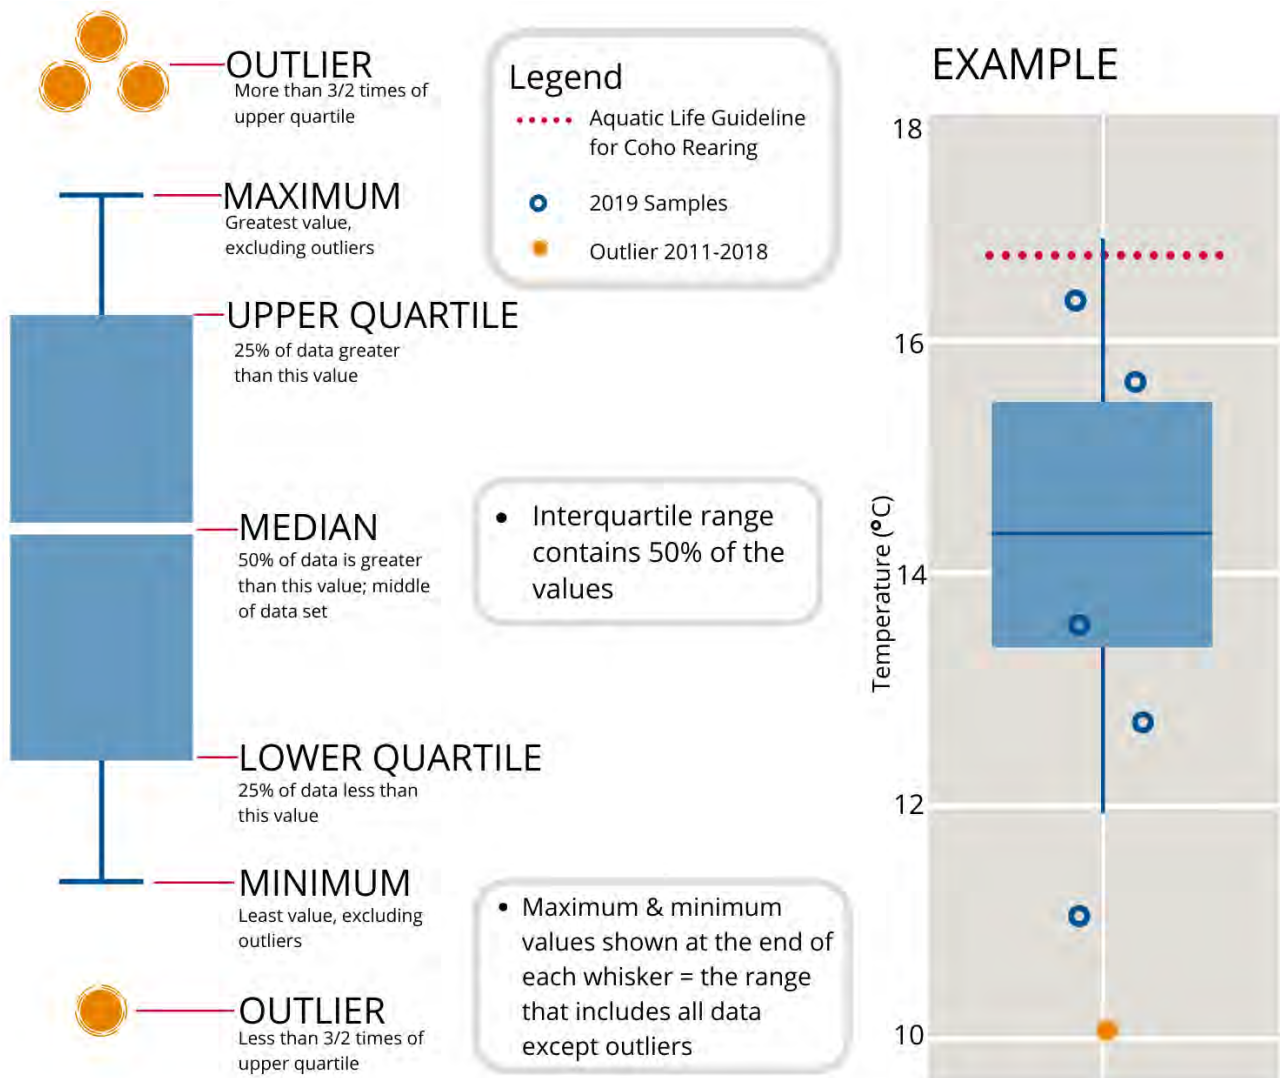 OUTLIER
More than 3/2 times of
upper quartile
MAXIMUM
Greatest value,
excluding outliers
UPPER QUARTILE
25% of data greater
than this value
MEDIAN
50% of data is greater
than this value; middle
of data set
LOWER QUARTILE
25% of data less than
this value
MINIMUM
Least value, excluding
outliers
OUTLIER
Less than 3/2 times of
upper quartile
Legend
Aquatic Life Guideline
for Coho Rearing
2019 Samples
Outlier 2011-2018
• Interquartile range
contains 50% of the
values
• Maximum & minimum
values shown at the end of
each whisker = the range
that includes all data
except outliers
EXAMPLE
Temperature (°C)
18
16
14
12
10